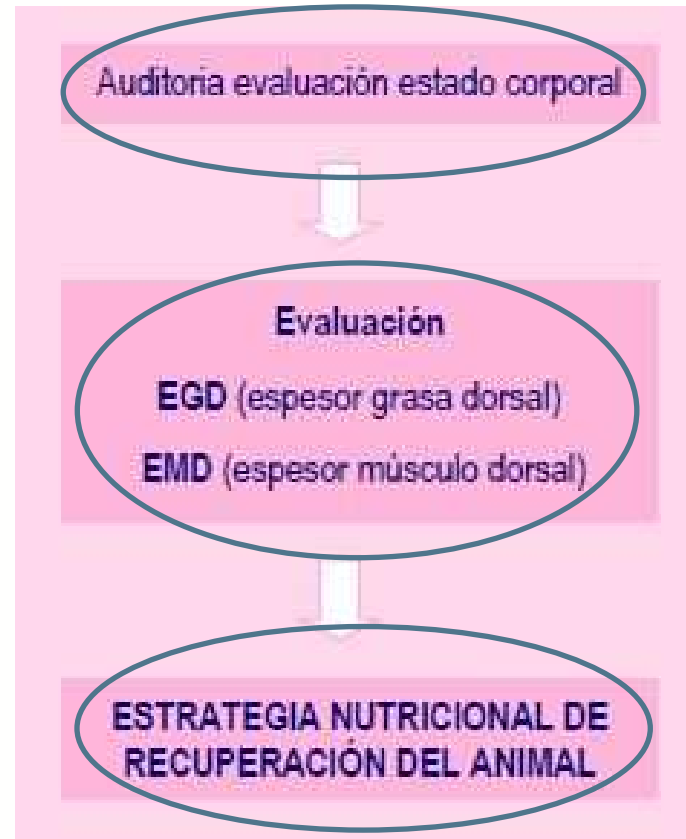 Auditoria evaluación estado corporal
Evaluación
EGD (espesor grasa dorsal)
EMD (espesor músculo dorsal)
ESTRATEGIA NUTRICIONAL DE
RECUPERACIÓN DEL ANIMAL